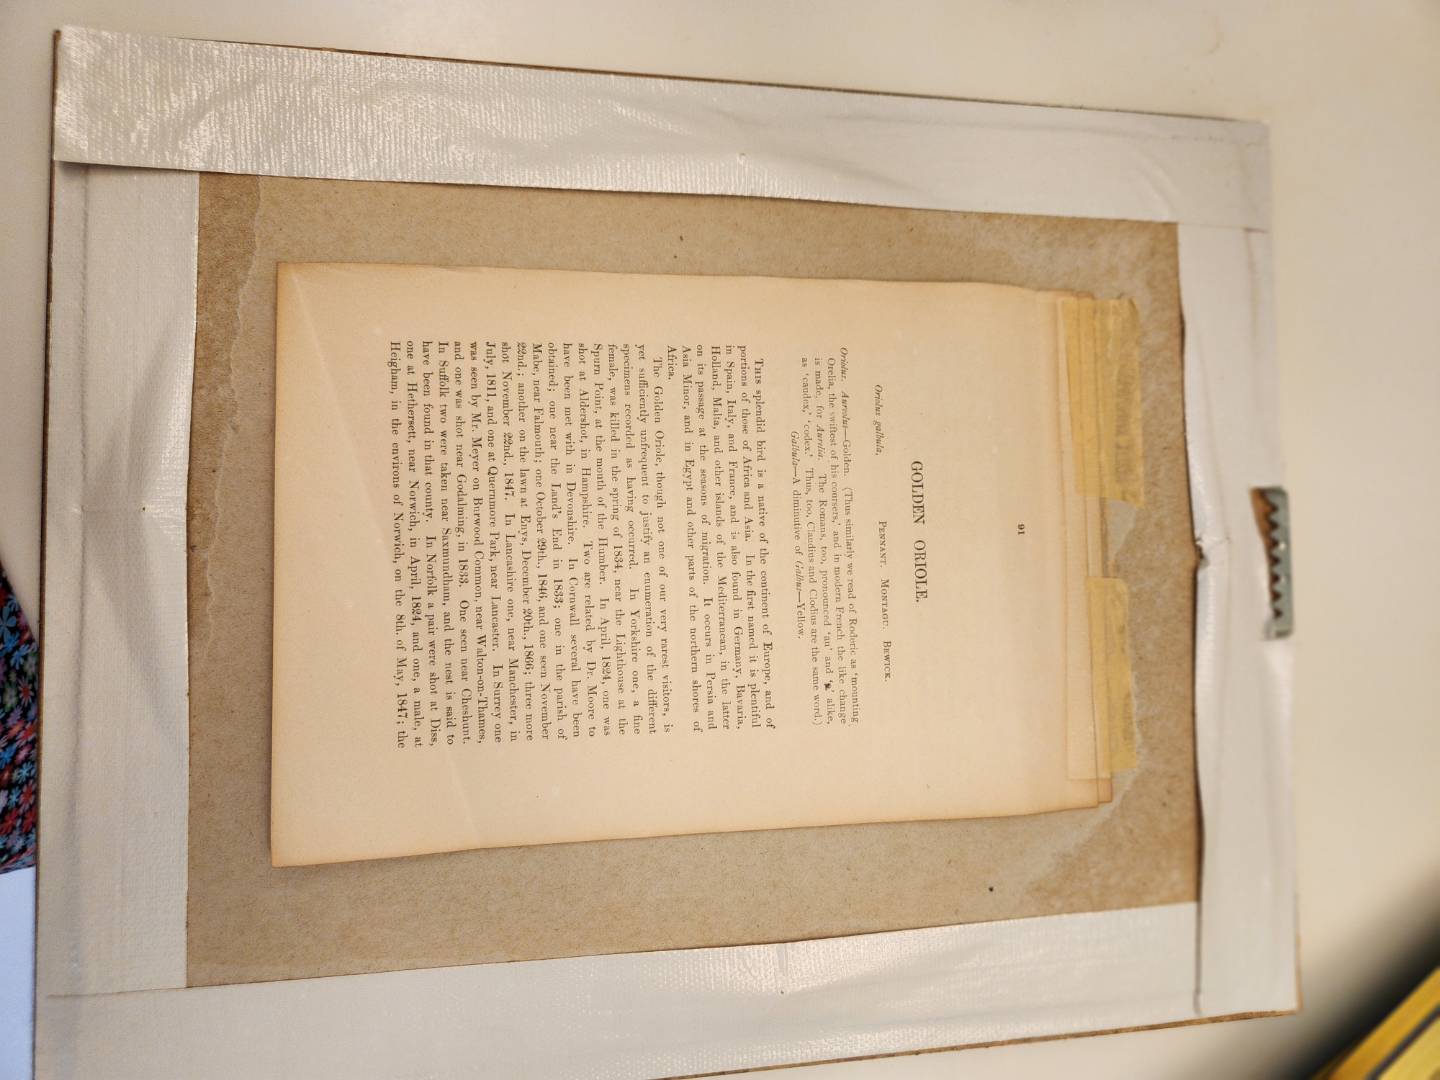 91
GOLDEN ORIOLE.
Oriolus galbula, PENNANT. MONTAGU. BEWICK.
Oriolus. Aureolus—Golden. (Thus similarly we read of Roderic as 'mounting
Orelia, the swiftest of his coursers,' and in modern French the like change
is made, for Aurelia. The Romans, too, pronounced 'au' and 'o' alike,
as 'caudex,' 'codex.' Thus, too, Claudius and Clodius are the same word.)
Galbula—A diminutive of Galbus—Yellow.
THIS splendid bird is a native of the continent of Europe, and of
portions of those of Africa and Asia. In the first named it is plentiful
in Spain, Italy, and France, and is also found in Germany, Bavaria,
Holland, Malta, and other islands of the Mediterranean, in the latter
on its passage at the seasons of migration. It occurs in Persia and
Asia Minor, and in Egypt and other parts of the northern shores of
Africa.
The Golden Oriole, though not one of our very rarest visitors, is
yet sufficiently unfrequent to justify an enumeration of the different
specimens recorded as having occurred. In Yorkshire one, a fine
female, was killed in the spring of 1834, near the Lighthouse at the
Spurn Point, at the mouth of the Humber. In April, 1824, one was
shot at Aldershot, in Hampshire. Two are related by Dr. Moore to
have been met with in Devonshire. In Cornwall several have been
obtained; one near the Land's End in 1833; one in the parish of
Mabe, near Falmouth; one October 29th., 1846, and one seen November
22nd.; another on the lawn at Enys, December 20th., 1866; three more
shot November 22nd., 1847. In Lancashire one, near Manchester, in
July, 1811, and one at Quernmore Park, near Lancaster. In Surrey one
was seen by Mr. Meyer on Burwood Common, near Walton-on-Thames,
and one was shot near Godalming, in 1833. One seen near Cheshunt.
In Suffolk two were taken near Saxmundham, and the nest is said to
have been found in that county. In Norfolk a pair were shot at Diss,
one at Hethersett, near Norwich, in April, 1824, and one, a male, at
Heigham, in the environs of Norwich, on the 8th. of May, 1847; the